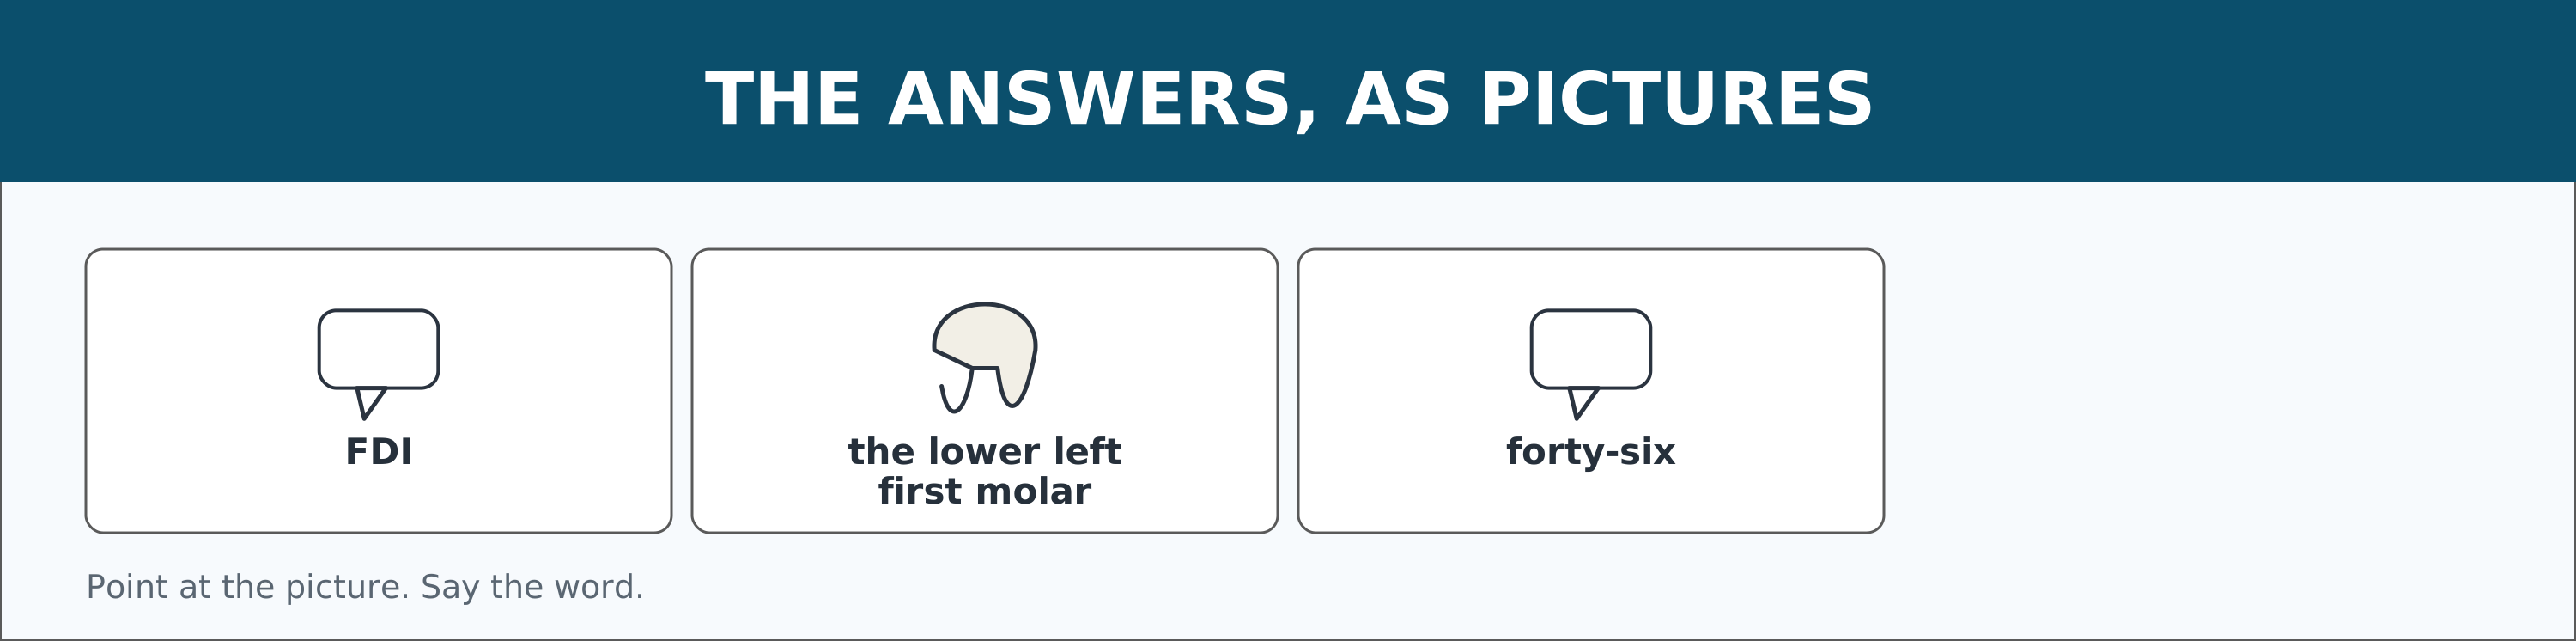 THE ANSWERS, AS PICTURES
FDI
the lower left
first molar
forty-six
Point at the picture. Say the word.